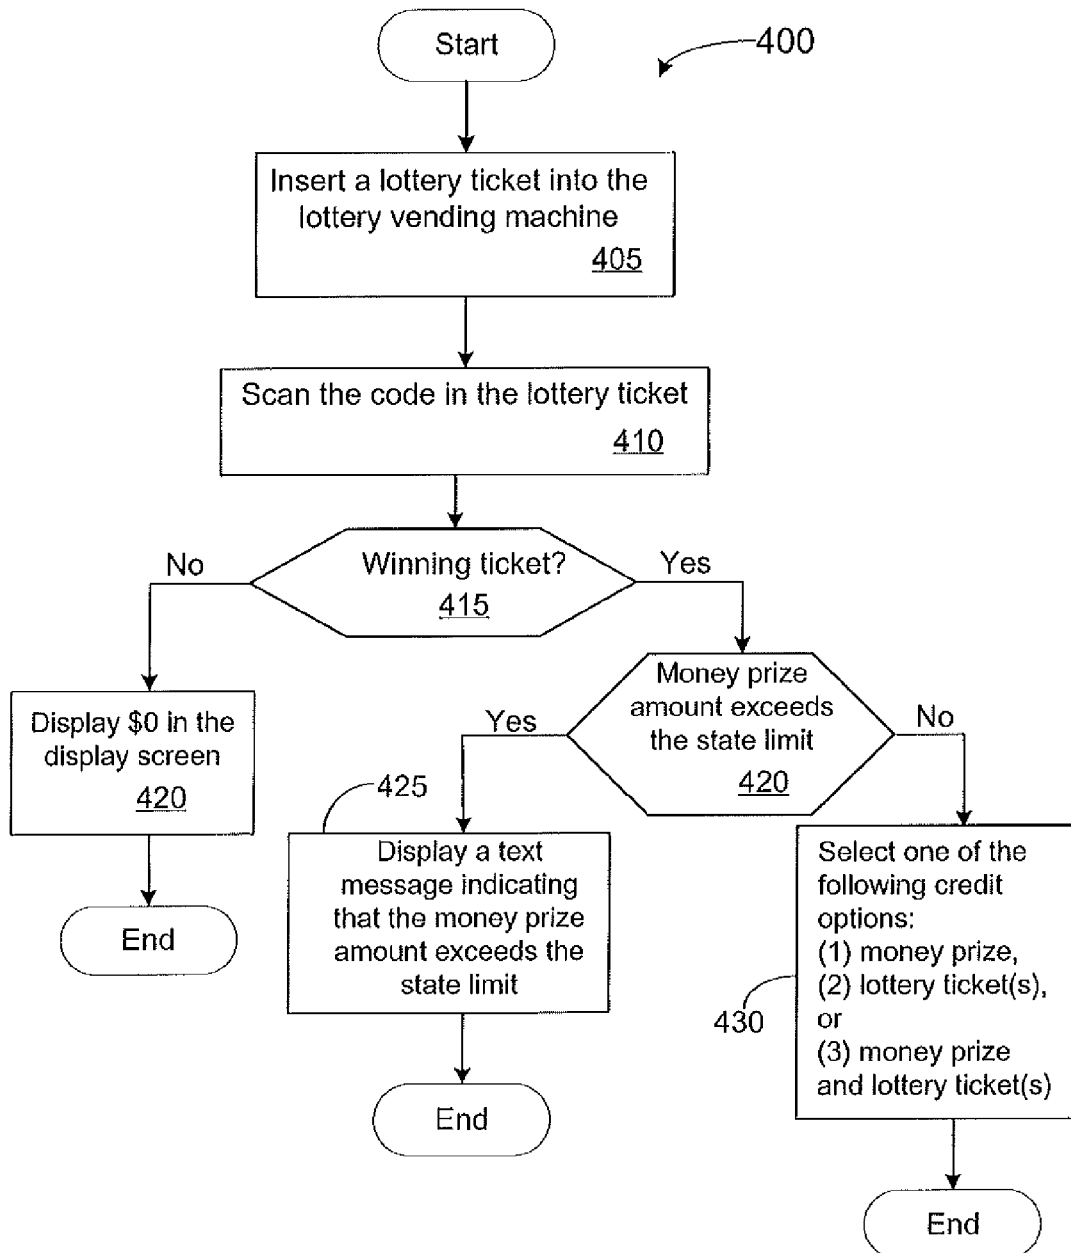 Start
400
Insert a lottery ticket into the
lottery vending machine
405
Scan the code in the lottery ticket
410
No
Winning ticket?
415
Yes
Display $0 in the
display screen
420
End
Yes
Money prize
amount exceeds
the state limit
420
No
425
Display a text
message indicating
that the money prize
amount exceeds the
state limit
End
Select one of the
following credit
options:
(1) money prize,
(2) lottery ticket(s),
or
(3) money prize
and lottery ticket(s)
430
End